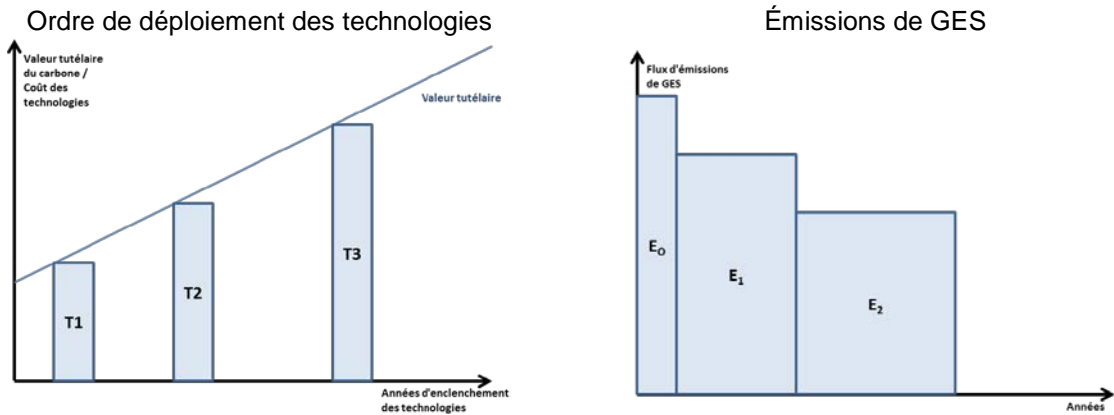 Ordre de déploiement des technologies
Valeur tutélaire
du carbone /
Coût des
technologies
Valeur tutélaire
T1
T2
T3
Années d'enclenchement
des technologies
Émissions de GES
Flux d'émissions
de GES
E₀
E₁
E₂
Années